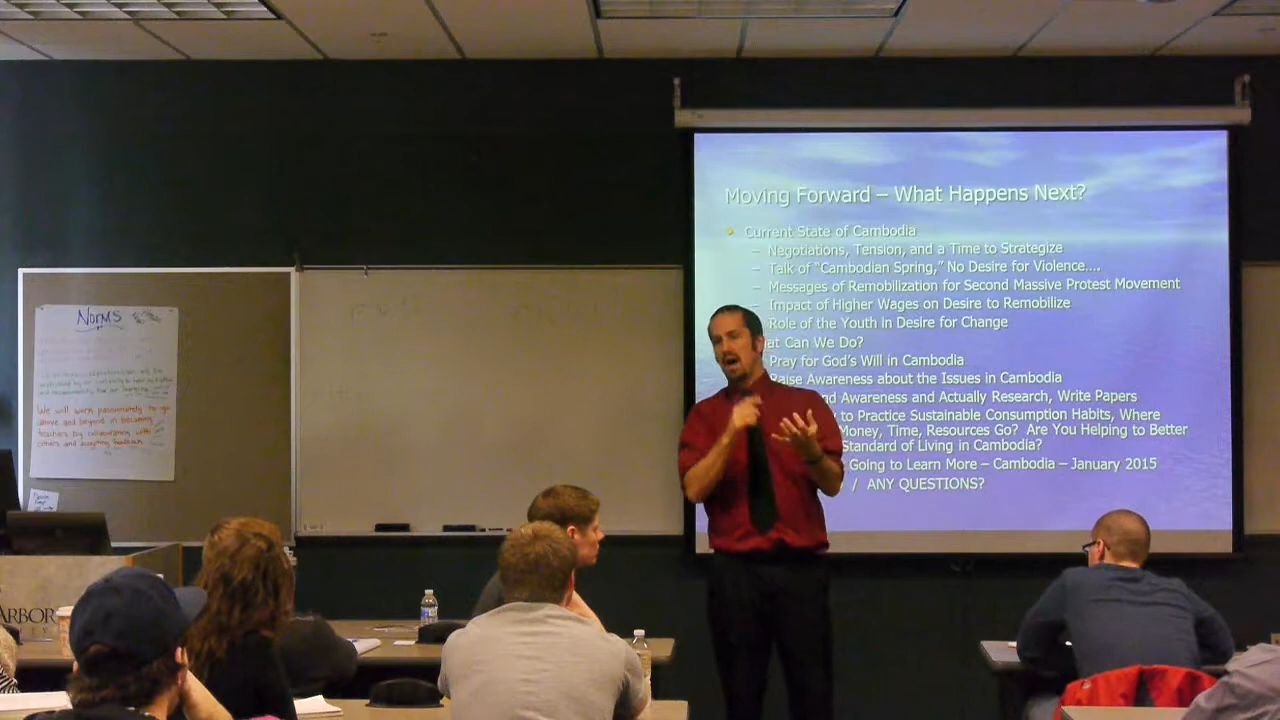 Norms
We will work passionately to go
above and beyond in becoming
teachers by collaborating with
others and accepting feedback
ARBOR
Moving Forward – What Happens Next?
Current State of Cambodia
– Negotiations, Tension, and a Time to Strategize
– Talk of “Cambodian Spring,” No Desire for Violence….
– Messages of Remobilization for Second Massive Protest Movement
– Impact of Higher Wages on Desire to Remobilize
Role of the Youth in Desire for Change
at Can We Do?
Pray for God’s Will in Cambodia
Raise Awareness about the Issues in Cambodia
nd Awareness and Actually Research, Write Papers
y to Practice Sustainable Consumption Habits, Where
Money, Time, Resources Go? Are You Helping to Better
Standard of Living in Cambodia?
Going to Learn More – Cambodia – January 2015
/ ANY QUESTIONS?